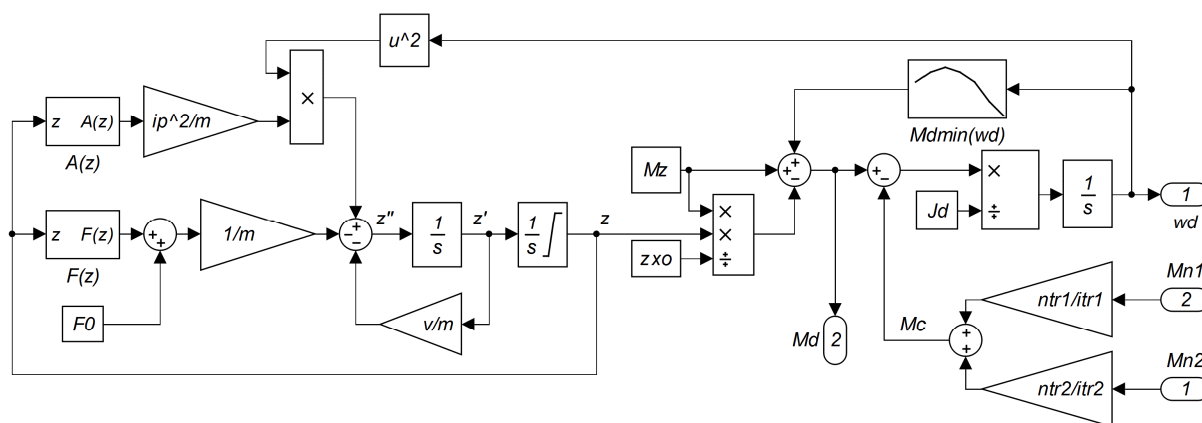 u^2
z A(z)
A(z)
ip^2/m
×
Mdmin(wd)
Mz
+
+
−
+
−
×
÷
Jd
1
s
1
wd
z F(z)
F(z)
+
+
1/m
−
+
−
z''
1
s
z'
1
s
z
×
×
÷
zxo
F0
v/m
Md
2
Mc
+
+
ntr1/itr1
Mn1
2
ntr2/itr2
Mn2
1